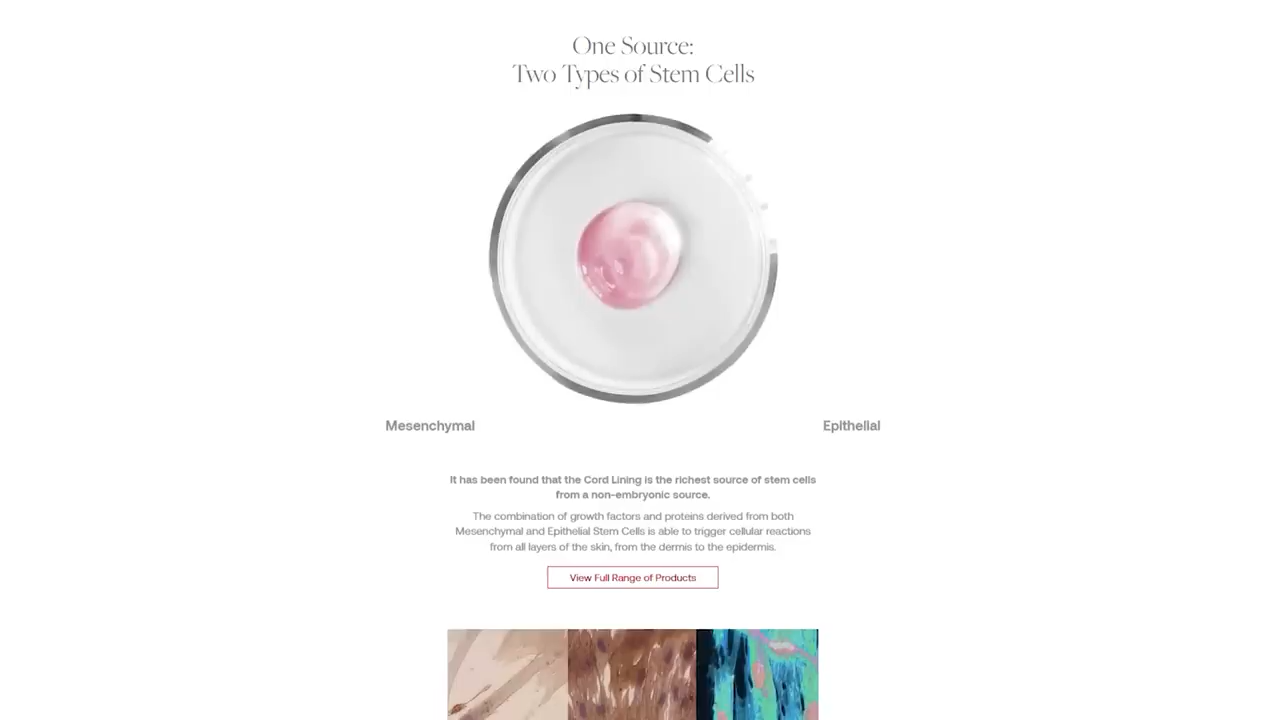 One Source:
Two Types of Stem Cells
Mesenchymal
Epithelial
It has been found that the Cord Lining is the richest source of stem cells
from a non-embryonic source.
The combination of growth factors and proteins derived from both
Mesenchymal and Epithelial Stem Cells is able to trigger cellular reactions
from all layers of the skin, from the dermis to the epidermis.
View Full Range of Products